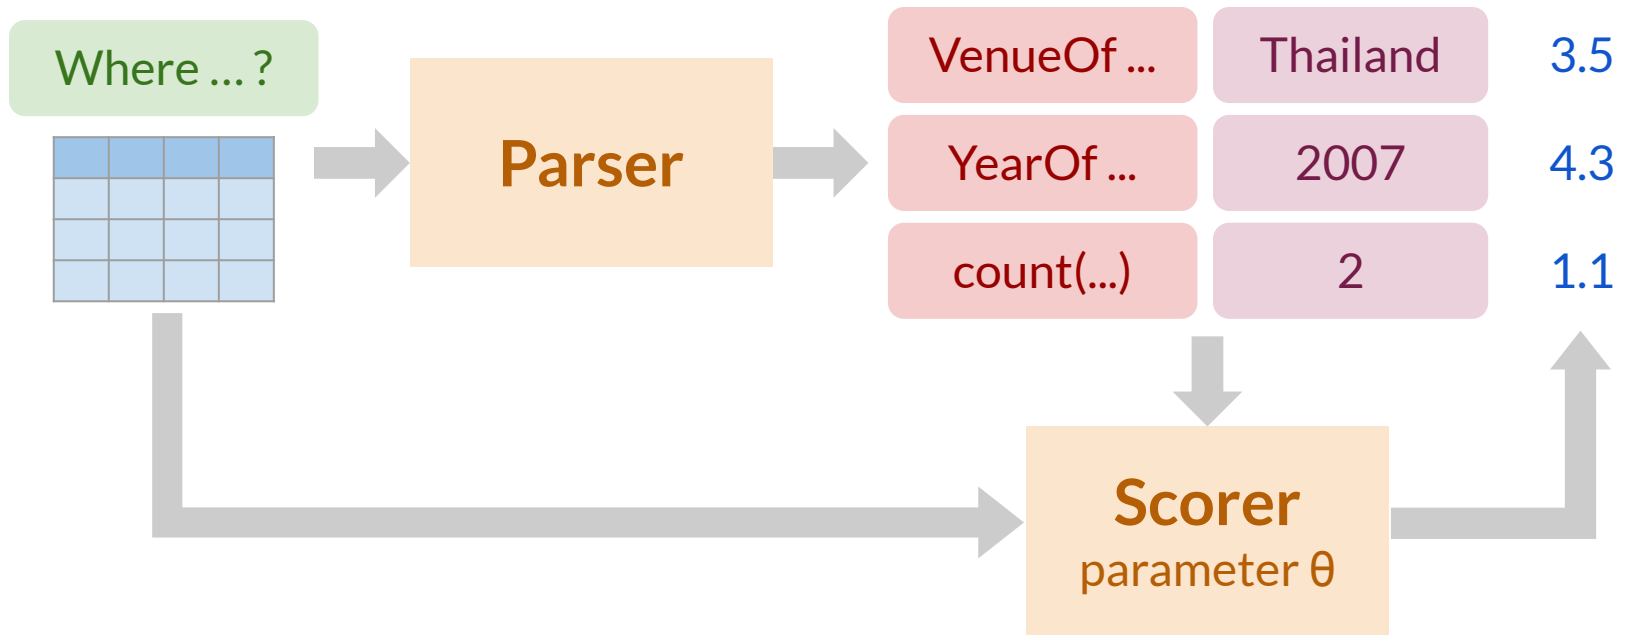 Where ... ?
Parser
VenueOf ...
Thailand
3.5
YearOf ...
2007
4.3
count(...)
2
1.1
Scorer
parameter θ